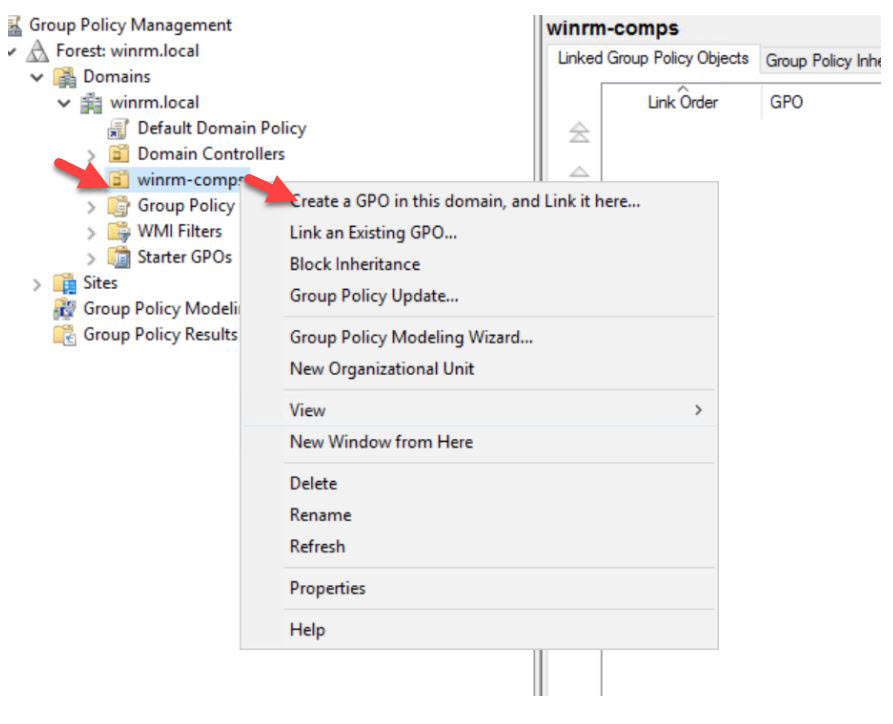 Group Policy Management
Forest: winrm.local
Domains
winrm.local
Default Domain Policy
Domain Controllers
winrm-comps
Group Policy
WMI Filters
Starter GPOs
Sites
Group Policy Modeli
Group Policy Results
winrm-comps
Linked Group Policy Objects
Group Policy Inhe
Link Order
GPO
Create a GPO in this domain, and Link it here...
Link an Existing GPO...
Block Inheritance
Group Policy Update...
Group Policy Modeling Wizard...
New Organizational Unit
View
New Window from Here
Delete
Rename
Refresh
Properties
Help